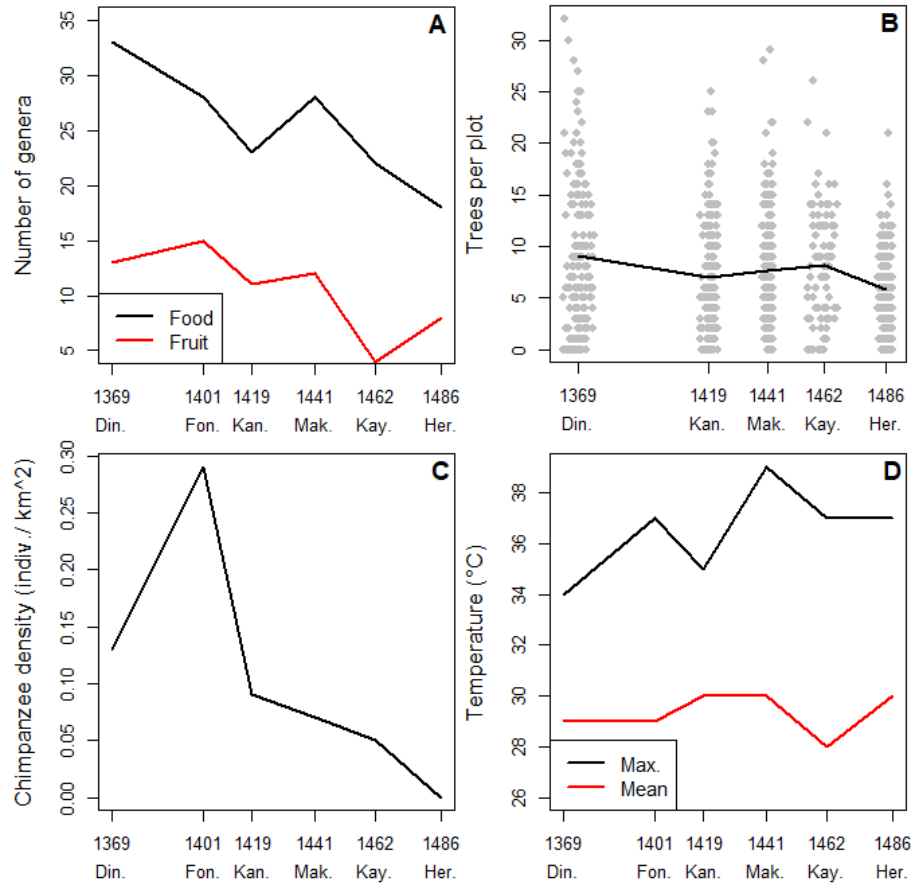 A
Number of genera
35
30
25
20
15
10
5
Food
Fruit
1369 1401 1419 1441 1462 1486
Din. Fon. Kan. Mak. Kay. Her.
B
Trees per plot
30
25
20
15
10
5
0
1369 1419 1441 1462 1486
Din. Kan. Mak. Kay. Her.
C
Chimpanzee density (indiv./ km^2)
0.30
0.25
0.20
0.15
0.10
0.05
0.00
1369 1401 1419 1441 1462 1486
Din. Fon. Kan. Mak. Kay. Her.
D
Temperature (°C)
38
36
34
32
30
28
26
Max.
Mean
1369 1401 1419 1441 1462 1486
Din. Fon. Kan. Mak. Kay. Her.